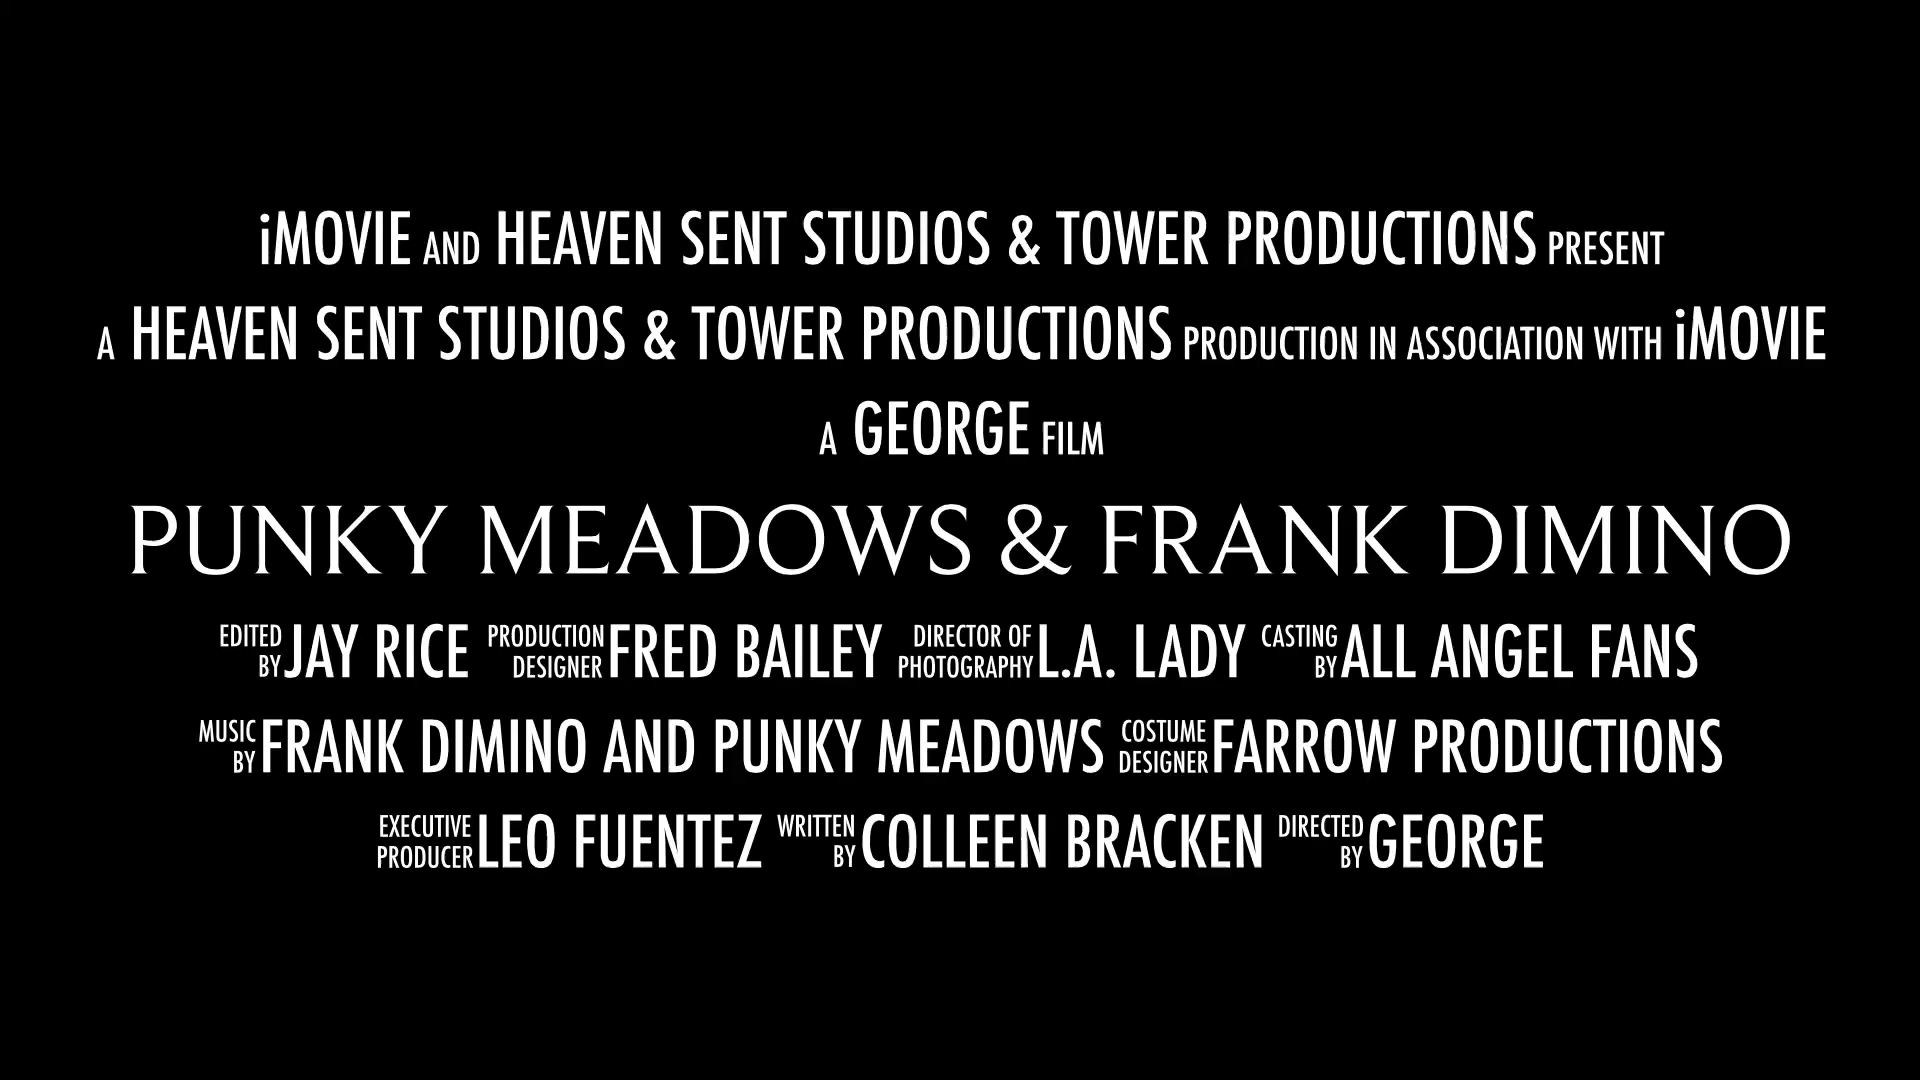 iMOVIE AND HEAVEN SENT STUDIOS & TOWER PRODUCTIONS PRESENT
A HEAVEN SENT STUDIOS & TOWER PRODUCTIONS PRODUCTION IN ASSOCIATION WITH iMOVIE
A GEORGE FILM
PUNKY MEADOWS & FRANK DIMINO
EDITED BY JAY RICE PRODUCTION DESIGNER FRED BAILEY DIRECTOR OF PHOTOGRAPHY L.A. LADY CASTING BY ALL ANGEL FANS
MUSIC BY FRANK DIMINO AND PUNKY MEADOWS COSTUME DESIGNER FARROW PRODUCTIONS
EXECUTIVE PRODUCER LEO FUENTEZ WRITTEN BY COLLEEN BRACKEN DIRECTED BY GEORGE